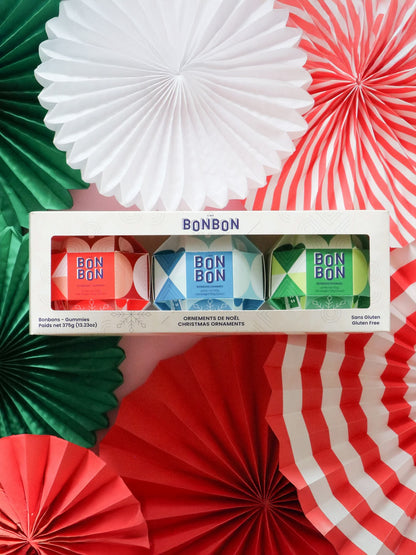 THE
BONBON
BON
BON
BON
BON
BON
BON
Bonbons - Gummies
Poids net 375g (13.23oz)
ORNEMENTS DE NOËL
CHRISTMAS ORNAMENTS
Sans Gluten
Gluten Free